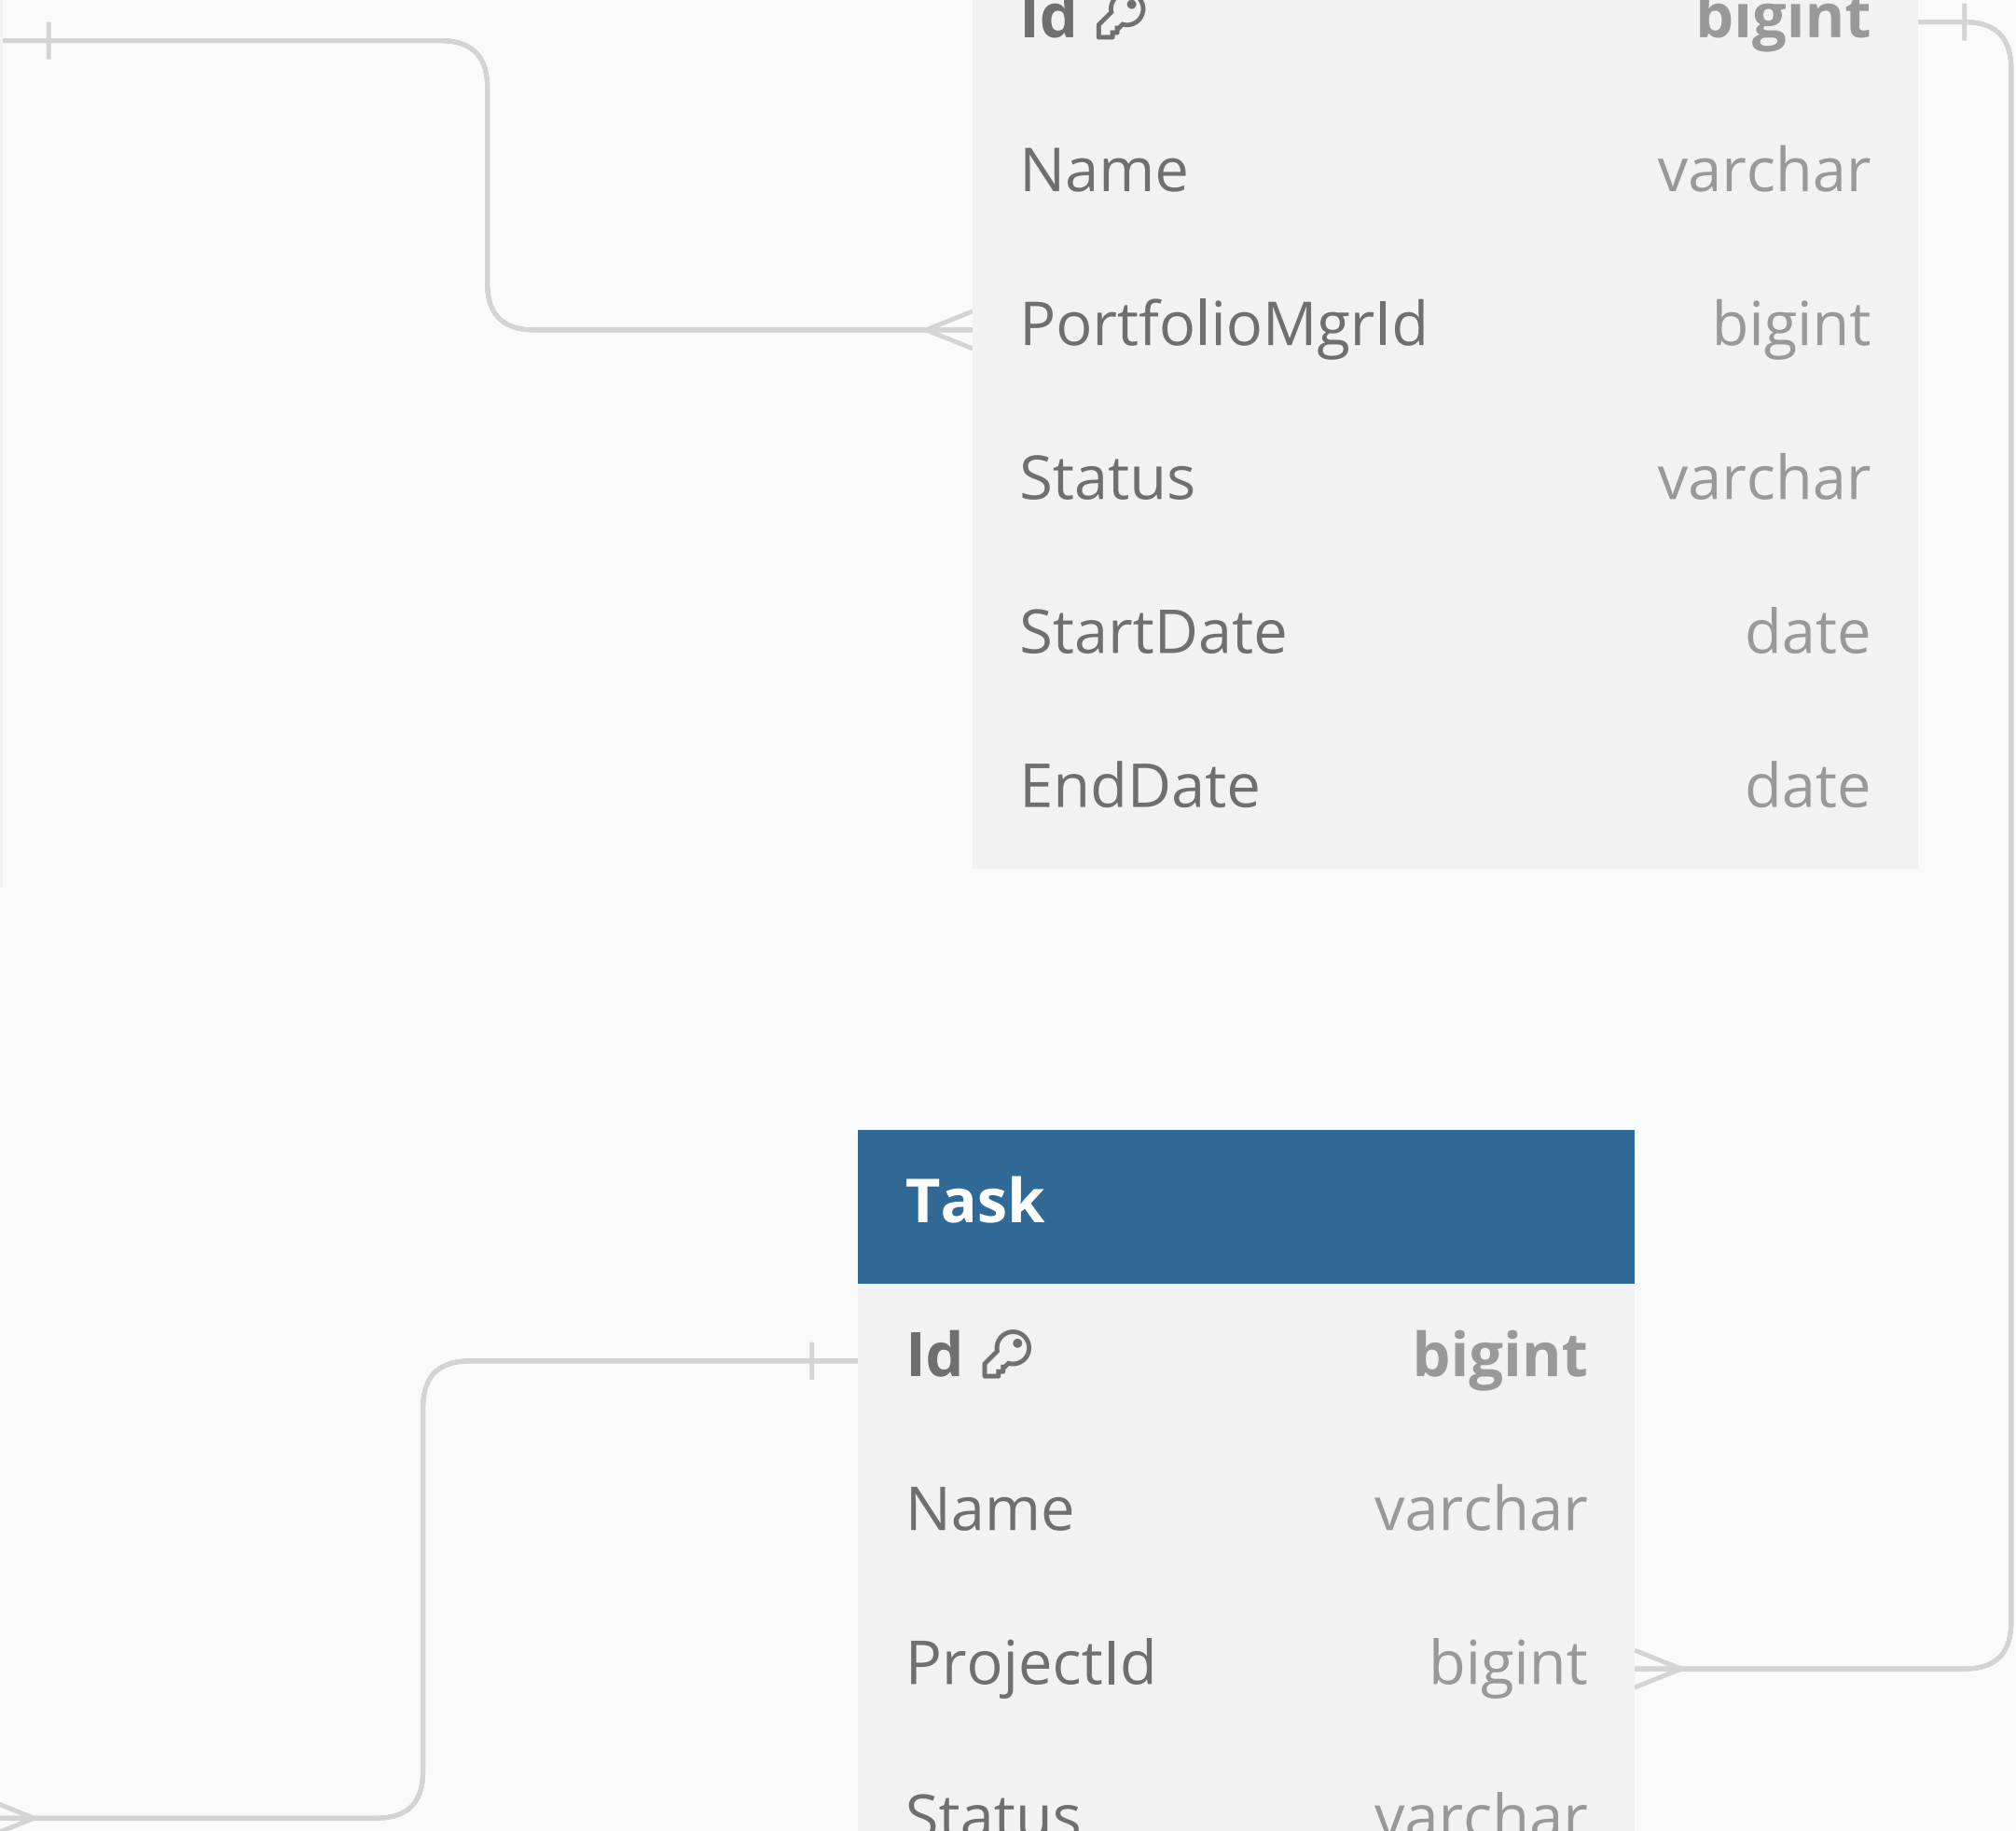 Id bigint
Name varchar
PortfolioMgrId bigint
Status varchar
StartDate date
EndDate date
Task
Id bigint
Name varchar
ProjectId bigint
Status varchar